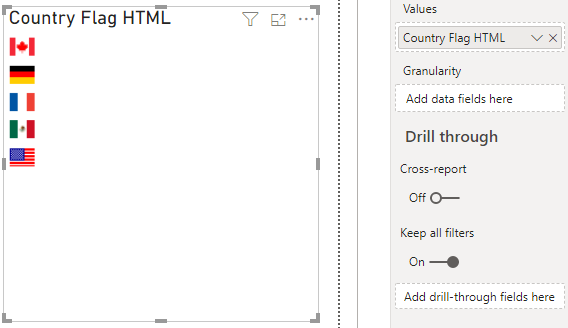 Country Flag HTML
Values
Country Flag HTML
Granularity
Add data fields here
Drill through
Cross-report
Off
Keep all filters
On
Add drill-through fields here